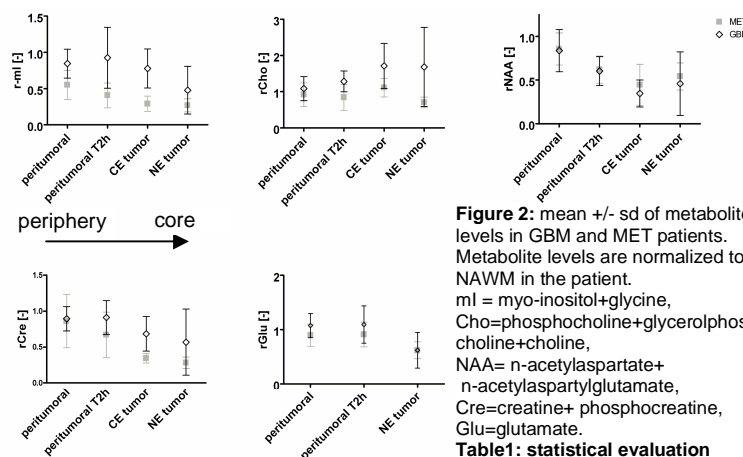 1.5
1.0
0.5
0.0
r-mI [-]
peritumoral
peritumoral T2h
CE tumor
NE tumor
3
2
1
0
rCho [-]
peritumoral
peritumoral T2h
CE tumor
NE tumor
1.0
0.5
0.0
rNAA [-]
peritumoral
peritumoral T2h
CE tumor
NE tumor
MET
GBM
periphery core
1.5
1.0
0.5
0.0
rCre [-]
peritumoral
peritumoral T2h
CE tumor
NE tumor
2
1
0
rGlu [-]
peritumoral
peritumoral T2h
NE tumor
Figure 2: mean +/- sd of metabolite
levels in GBM and MET patients.
Metabolite levels are normalized to
NAWM in the patient.
mI = myo-inositol+glycine,
Cho=phosphocholine+glycerolphos
choline+choline,
NAA= n-acetylaspartate+
n-acetylaspartylglutamate,
Cre=creatine+ phosphocreatine,
Glu=glutamate.
Table1: statistical evaluation